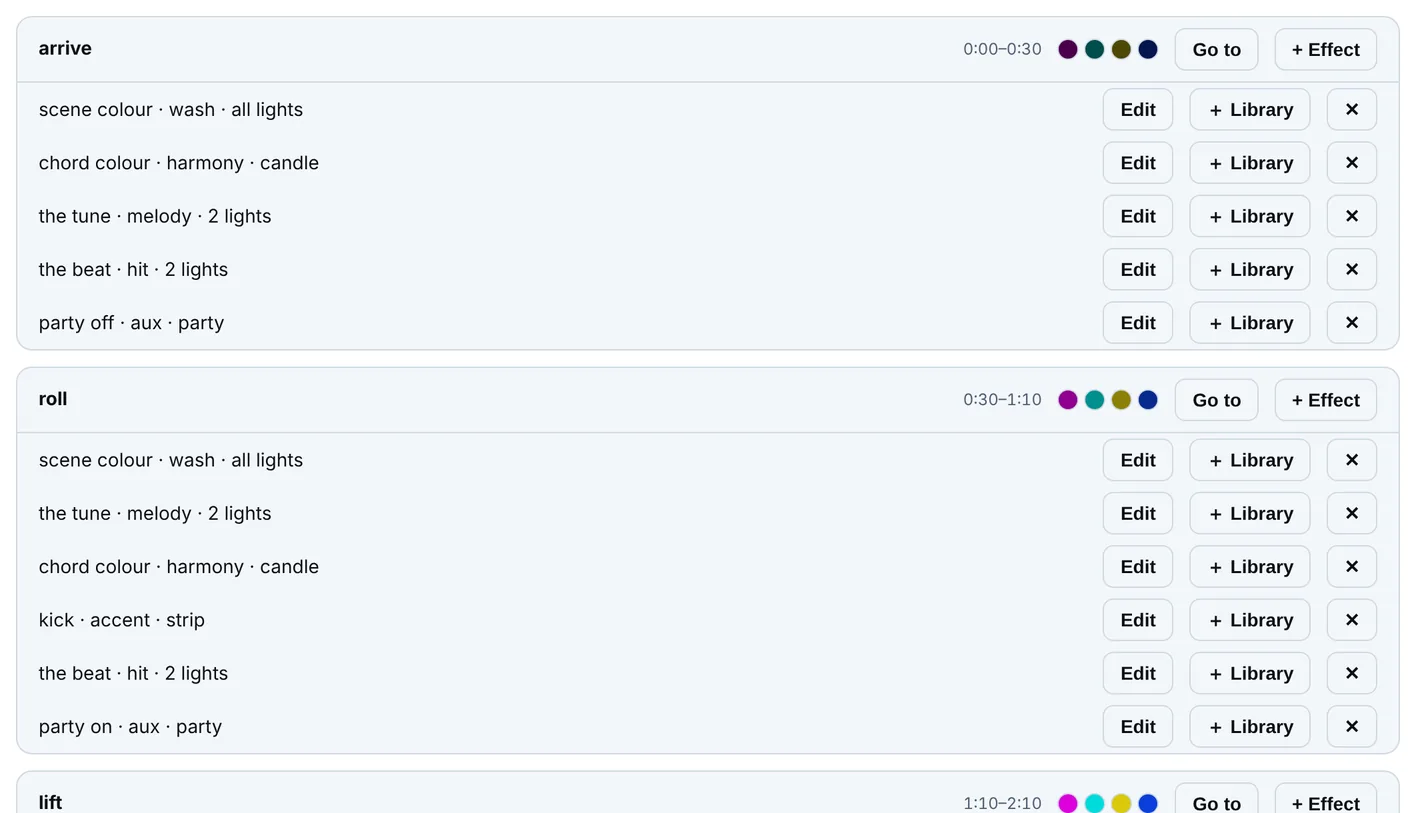 arrive 0:00–0:30 Go to + Effect
scene colour · wash · all lights Edit + Library ✕
chord colour · harmony · candle Edit + Library ✕
the tune · melody · 2 lights Edit + Library ✕
the beat · hit · 2 lights Edit + Library ✕
party off · aux · party Edit + Library ✕
roll 0:30–1:10 Go to + Effect
scene colour · wash · all lights Edit + Library ✕
the tune · melody · 2 lights Edit + Library ✕
chord colour · harmony · candle Edit + Library ✕
kick · accent · strip Edit + Library ✕
the beat · hit · 2 lights Edit + Library ✕
party on · aux · party Edit + Library ✕
lift 1:10–2:10 Go to + Effect